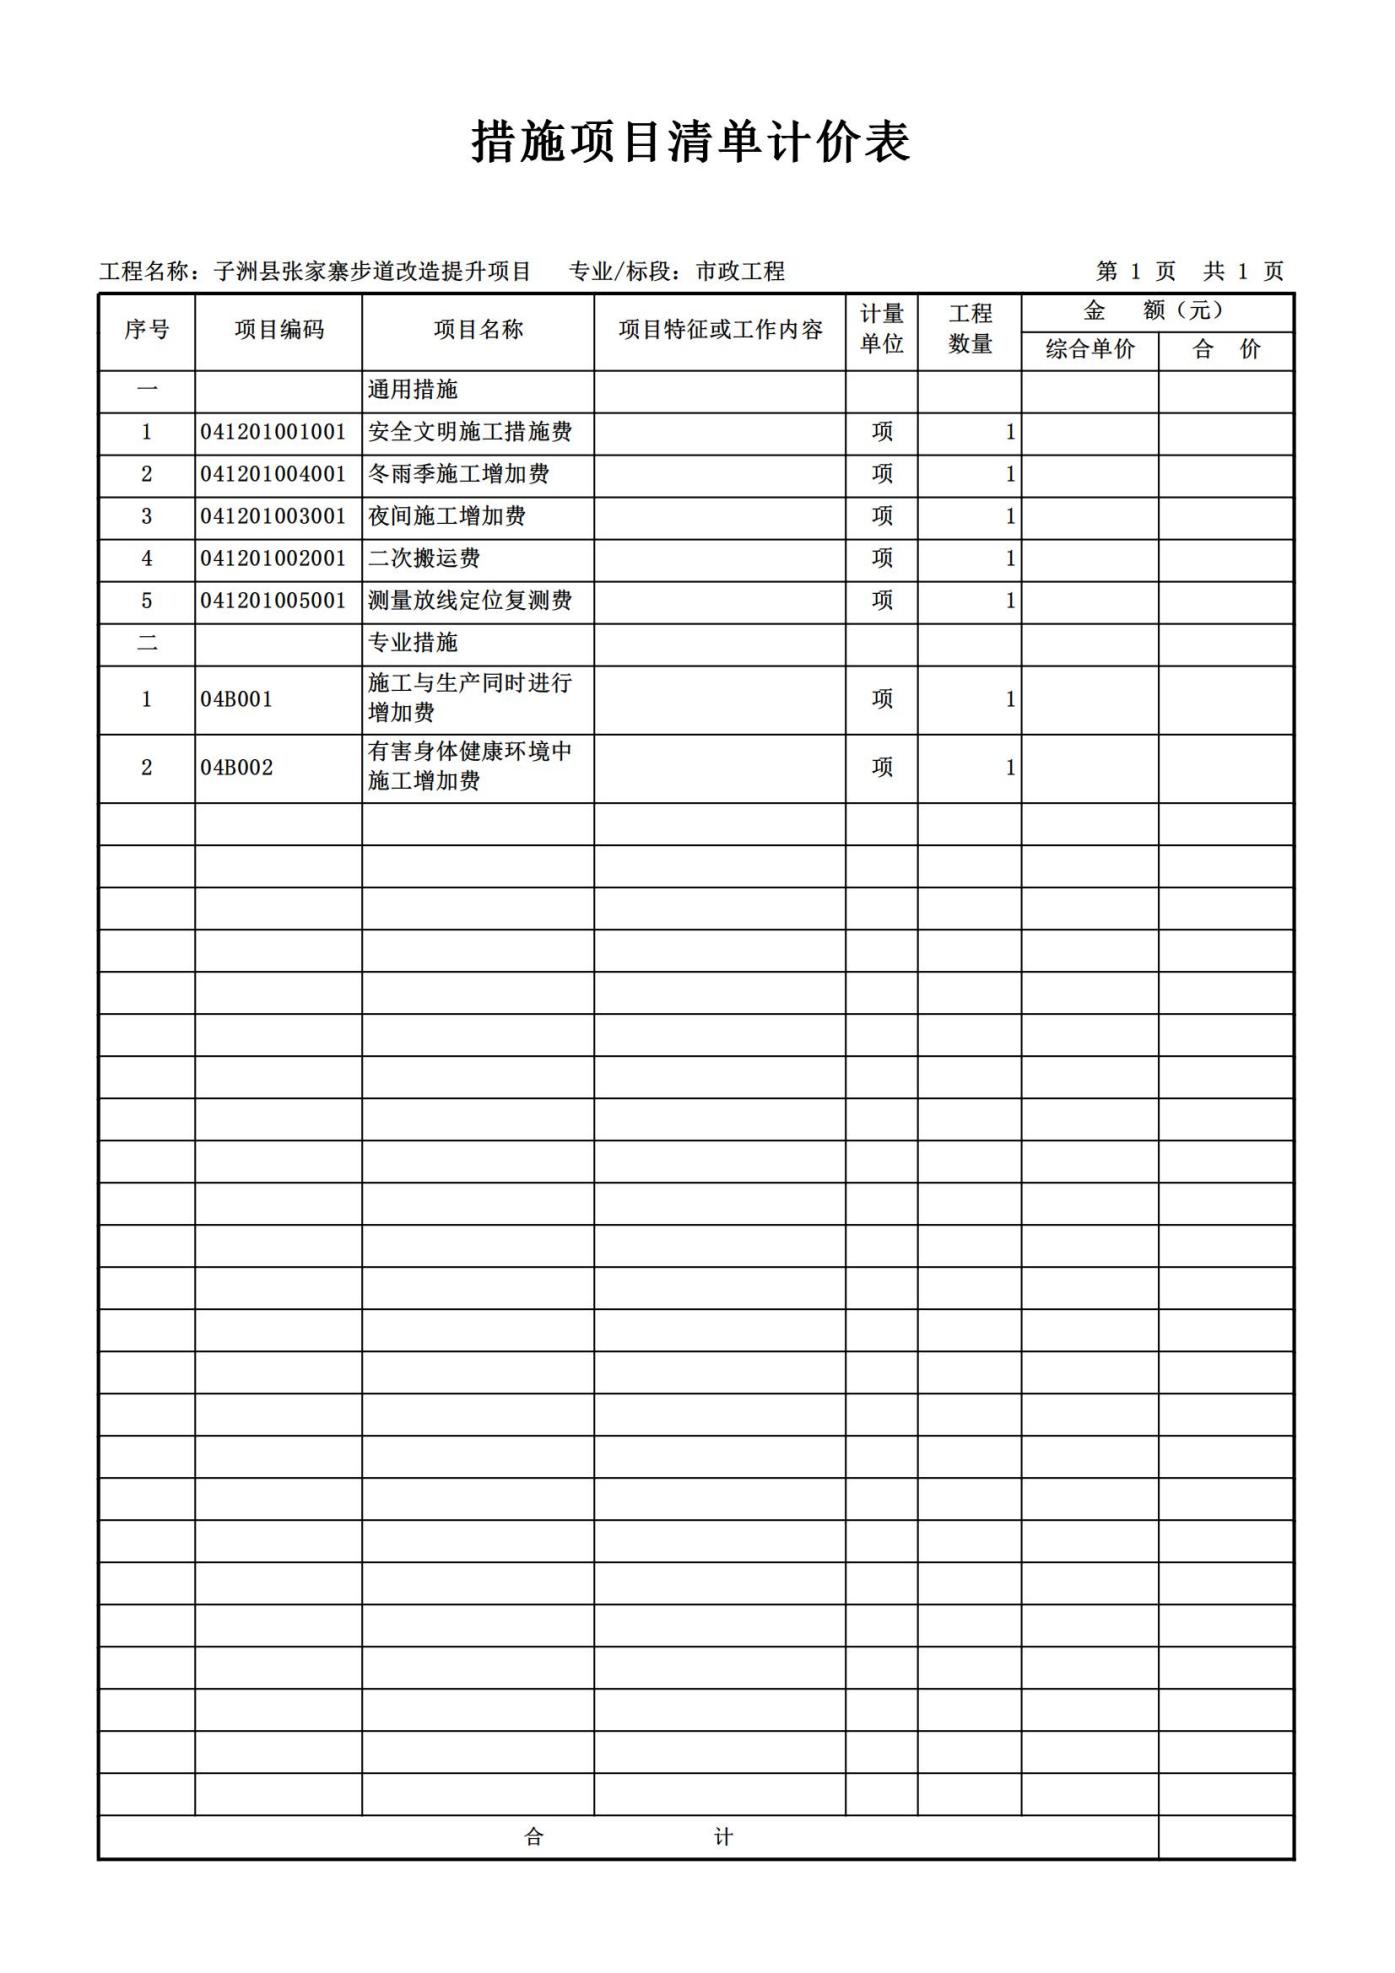 措施项目清单计价表
工程名称：子洲县张家寨步道改造提升项目 专业/标段：市政工程 第 1 页 共 1 页
序号 项目编码 项目名称 项目特征或工作内容 计量单位 工程数量 金 额（元）
综合单价 合 价
一 通用措施
1 041201001001 安全文明施工措施费 项 1
2 041201004001 冬雨季施工增加费 项 1
3 041201003001 夜间施工增加费 项 1
4 041201002001 二次搬运费 项 1
5 041201005001 测量放线定位复测费 项 1
二 专业措施
1 04B001 施工与生产同时进行增加费 项 1
2 04B002 有害身体健康环境中施工增加费 项 1
合 计